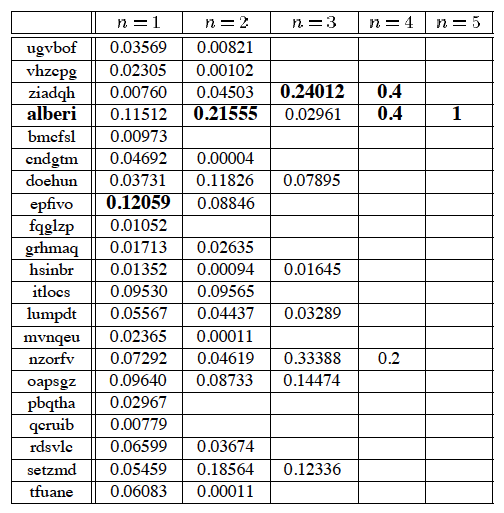 n = 1 n = 2 n = 3 n = 4 n = 5
ugvbof 0.03569 0.00821
vhzcpg 0.02305 0.00102
ziadqh 0.00760 0.04503 0.24012 0.4
alberi 0.11512 0.21555 0.02961 0.4 1
bmcfsl 0.00973
cndgtm 0.04692 0.00004
doehun 0.03731 0.11826 0.07895
epfivo 0.12059 0.08846
fqglzp 0.01052
grhmaq 0.01713 0.02635
hsinbr 0.01352 0.00094 0.01645
itlocs 0.09530 0.09565
lumpdt 0.05567 0.04437 0.03289
mvnqeu 0.02365 0.00011
nzorfv 0.07292 0.04619 0.33388 0.2
oapsgz 0.09640 0.08733 0.14474
pbqtha 0.02967
qcruib 0.00779
rdsvlc 0.06599 0.03674
setzmd 0.05459 0.18564 0.12336
tfuane 0.06083 0.00011